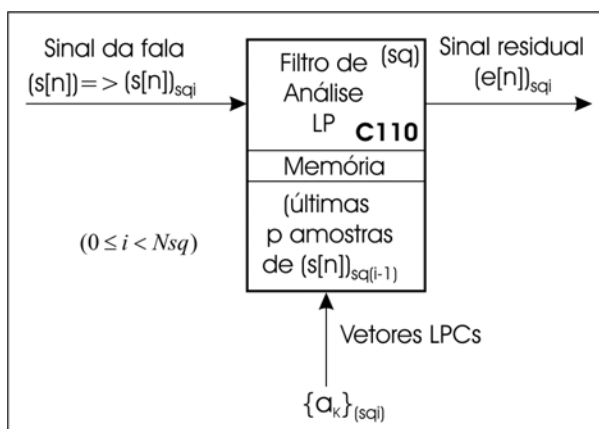 Sinal da fala
(s[n])=>(s[n])sqi
Filtro de (sq)
Análise
LP C110
Sinal residual
(e[n])sqi
Memória
(últimas
p amostras
de (s[n])sq(i-1)
(0 ≤ i < Nsq)
Vetores LPCs
{aK}(sqi)